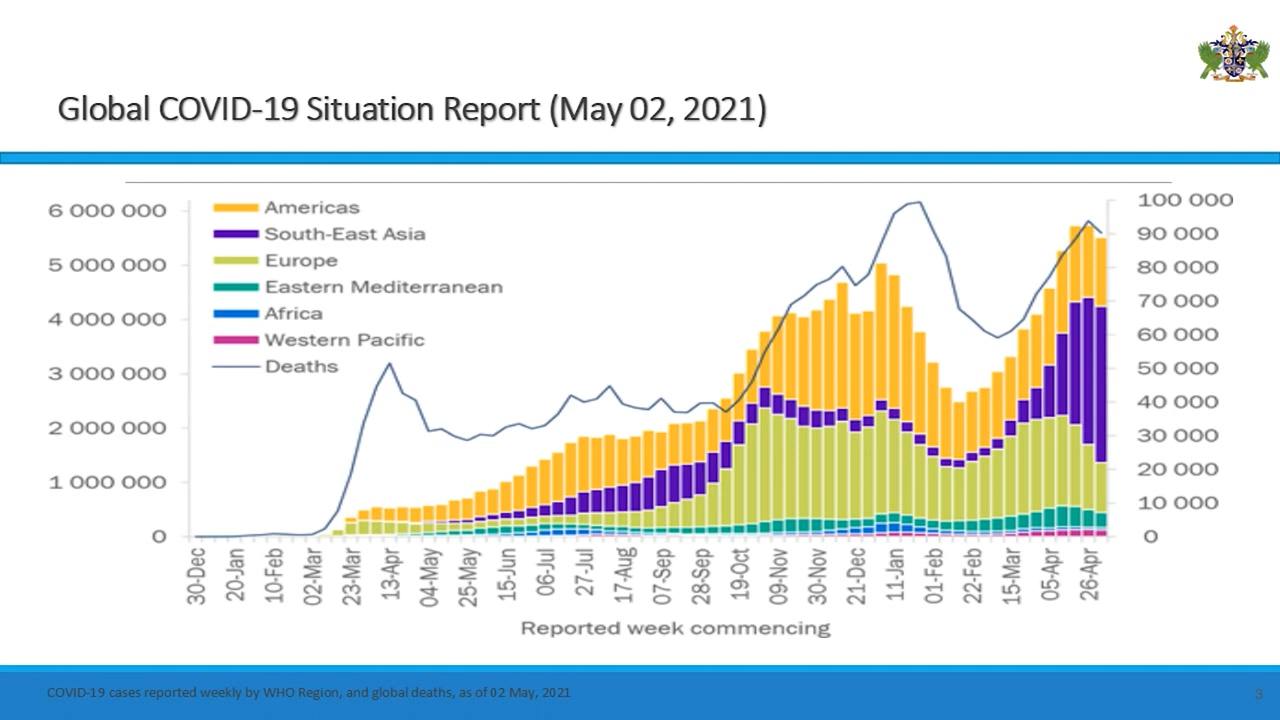 Global COVID-19 Situation Report (May 02, 2021)
6 000 000
5 000 000
4 000 000
3 000 000
2 000 000
1 000 000
0
Americas
South-East Asia
Europe
Eastern Mediterranean
Africa
Western Pacific
Deaths
100 000
90 000
80 000
70 000
60 000
50 000
40 000
30 000
20 000
10 000
0
30-Dec
20-Jan
10-Feb
02-Mar
23-Mar
13-Apr
04-May
25-May
15-Jun
06-Jul
27-Jul
17-Aug
07-Sep
28-Sep
19-Oct
09-Nov
30-Nov
21-Dec
11-Jan
01-Feb
22-Feb
15-Mar
05-Apr
26-Apr
Reported week commencing
COVID-19 cases reported weekly by WHO Region, and global deaths, as of 02 May, 2021
3